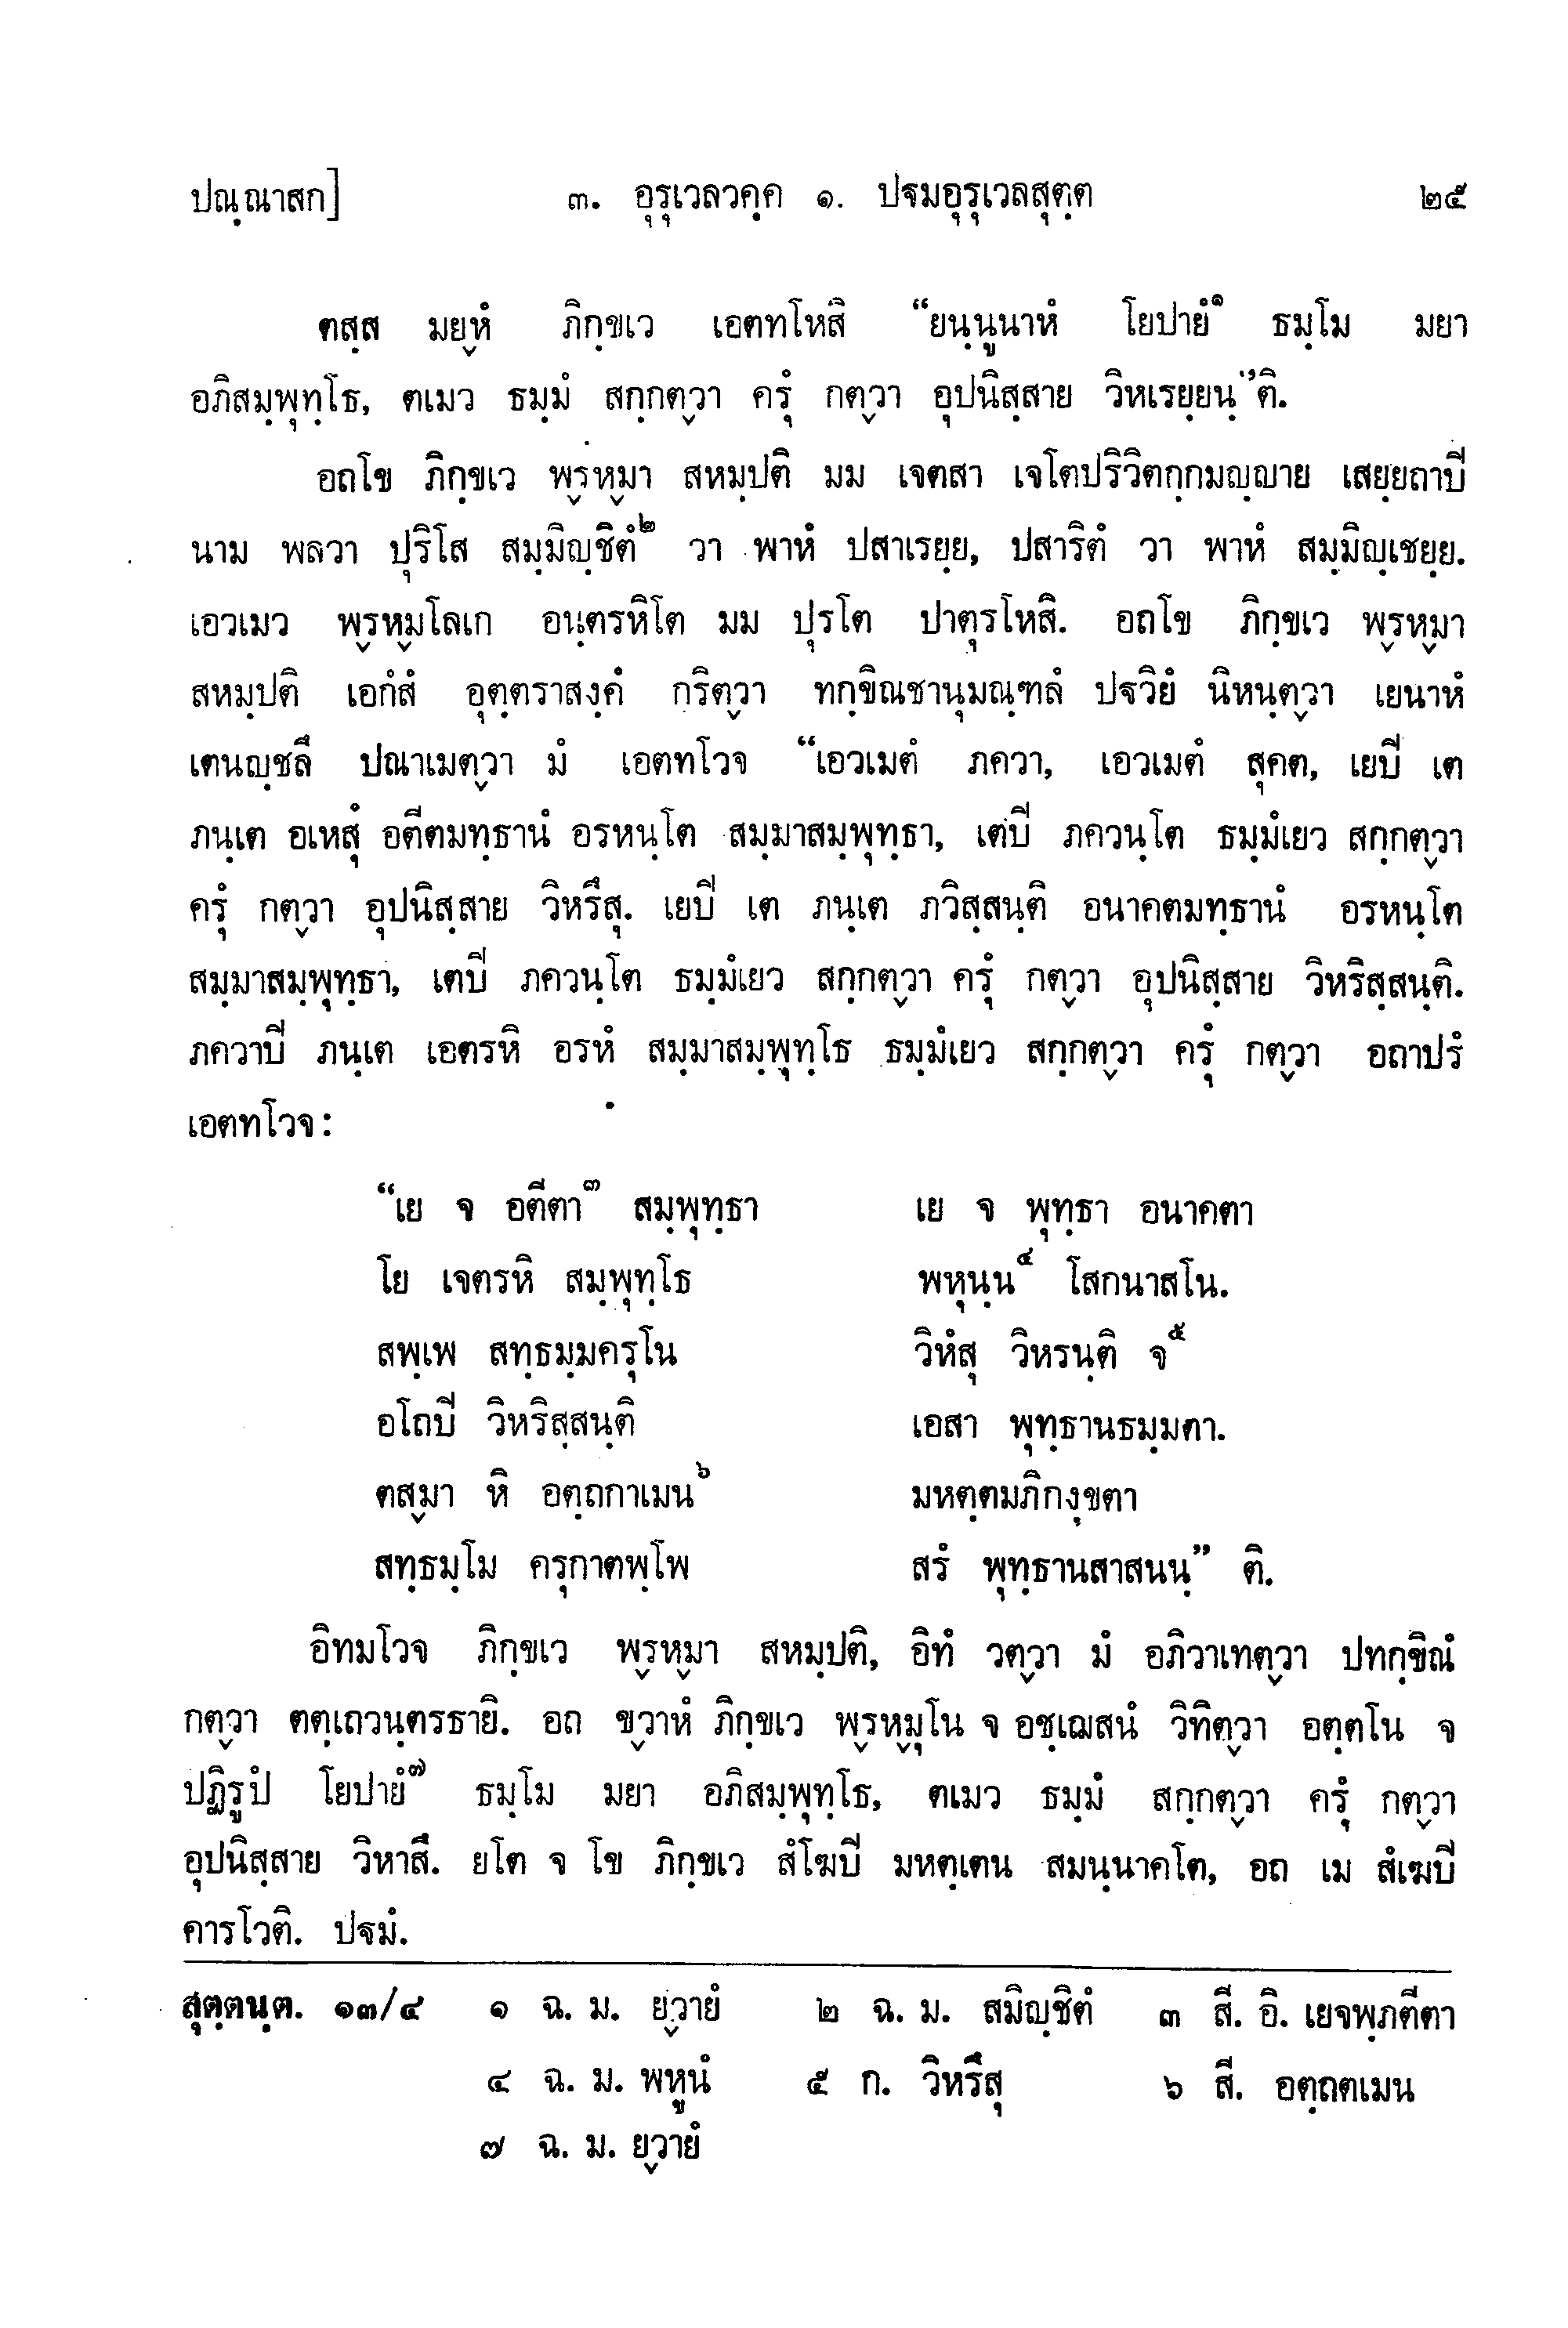 ปณฺณาสก] ๓. อุรุเวลวคฺค ๑. ปฐมอุรุเวลสุตฺต ๒๕
ตสฺส มยฺหํ ภิกฺขเว เอตทโหสิ “ยนฺนูนาหํ โยปายํ๑ ธมฺโม มยา
อภิสมฺพุทฺโธ, ตเมว ธมฺมํ สกฺกตฺวา ครุํ กตฺวา อุปนิสฺสาย วิหเรยฺยนฺ”ติ.
อถโข ภิกฺขเว พฺรหฺมา สหมฺปติ มม เจตสา เจโตปริวิตกฺกมญฺญาย เสยฺยถาปี
นาม พลวา ปุริโส สมฺมิญฺชิตํ๒ วา พาหํ ปสาเรยฺย, ปสาริตํ วา พาหํ สมฺมิญฺเชยฺย.
เอวเมว พฺรหฺมโลเก อนฺตรหิโต มม ปุรโต ปาตุรโหสิ. อถโข ภิกฺขเว พฺรหฺมา
สหมฺปติ เอกํสํ อุตฺตราสงฺคํ กริตฺวา ทกฺขิณชานุมณฺฑลํ ปฐวิยํ นิหนฺตฺวา เยนาหํ
เตนญฺชลึ ปณาเมตฺวา มํ เอตทโวจ “เอวเมตํ ภควา, เอวเมตํ สุคต, เยปี เต
ภนฺเต อเหสุํ อตีตมทฺธานํ อรหนฺโต สมฺมาสมฺพุทฺธา, เตปี ภควนฺโต ธมฺมํเยว สกฺกตฺวา
ครุํ กตฺวา อุปนิสฺสาย วิหรึสุ. เยปี เต ภนฺเต ภวิสฺสนฺติ อนาคตมทฺธานํ อรหนฺโต
สมฺมาสมฺพุทฺธา, เตปี ภควนฺโต ธมฺมํเยว สกฺกตฺวา ครุํ กตฺวา อุปนิสฺสาย วิหริสฺสนฺติ.
ภควาปี ภนฺเต เอตรหิ อรหํ สมฺมาสมฺพุทฺโธ ธมฺมํเยว สกฺกตฺวา ครุํ กตฺวา อถาปรํ
เอตทโวจ:
“เย จ อตีตา๓ สมฺพุทฺธา เย จ พุทฺธา อนาคตา
โย เจตรหิ สมฺพุทฺโธ พหุนฺน๔ โสกนาสโน.
สพฺเพ สทฺธมฺมครุโน วิหํสุ วิหรนฺติ จ๕
อโถปี วิหริสฺสนฺติ เอสา พุทฺธานธมฺมตา.
ตสฺมา หิ อตฺถกาเมน๖ มหตฺตมภิกงฺขตา
สทฺธมฺโม ครุกาตพฺโพ สรํ พุทฺธานสาสนนฺ” ติ.
อิทมโวจ ภิกฺขเว พฺรหฺมา สหมฺปติ, อิทํ วตฺวา มํ อภิวาเทตฺวา ปทกฺขิณํ
กตฺวา ตตฺเถวนฺตรธายิ. อถ ขฺวาหํ ภิกฺขเว พฺรหฺมุโน จ อชฺเฌสนํ วิทิตฺวา อตฺตโน จ
ปฏิรูปํ โยปายํ๗ ธมฺโม มยา อภิสมฺพุทฺโธ, ตเมว ธมฺมํ สกฺกตฺวา ครุํ กตฺวา
อุปนิสฺสาย วิหาสึ. ยโต จ โข ภิกฺขเว สํโฆปี มหตฺเตน สมนฺนาคโต, อถ เม สํเฆปี
คารโวติ. ปฐมํ.
สุตฺตนฺต. ๑๓/๔ ๑ ฉ. ม. ยฺวายํ ๒ ฉ. ม. สมิญฺชิตํ ๓ สี. อิ. เยจพฺภตีตา
๔ ฉ. ม. พหูนํ ๕ ก. วิหรึสุ ๖ สี. อตฺถตเมน
๗ ฉ. ม. ยฺวายํ